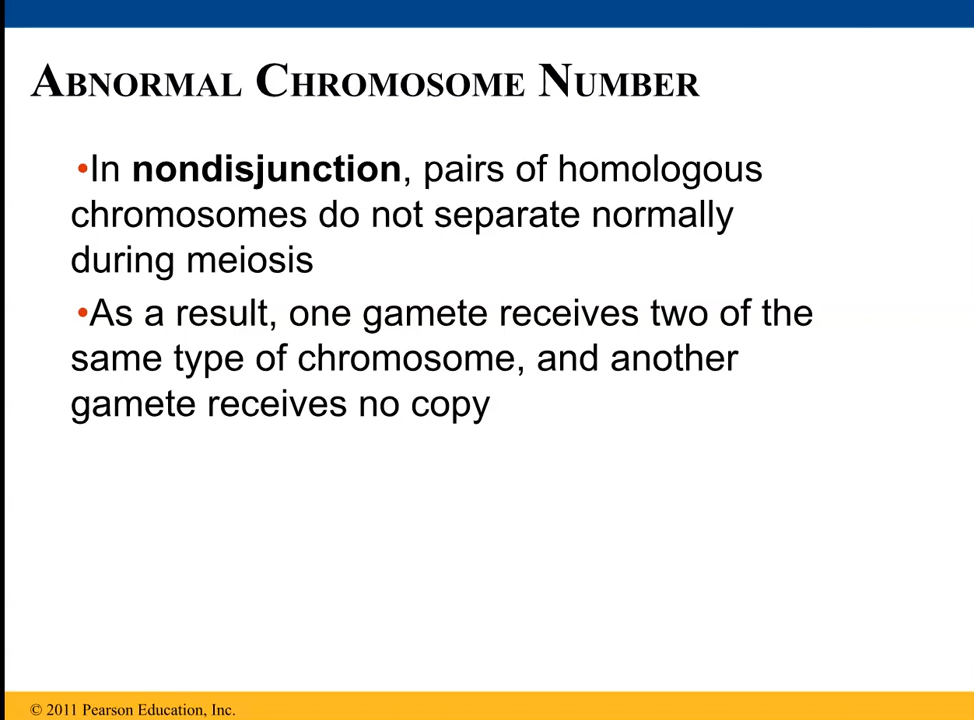 ABNORMAL CHROMOSOME NUMBER
•In nondisjunction, pairs of homologous
chromosomes do not separate normally
during meiosis
•As a result, one gamete receives two of the
same type of chromosome, and another
gamete receives no copy
© 2011 Pearson Education, Inc.